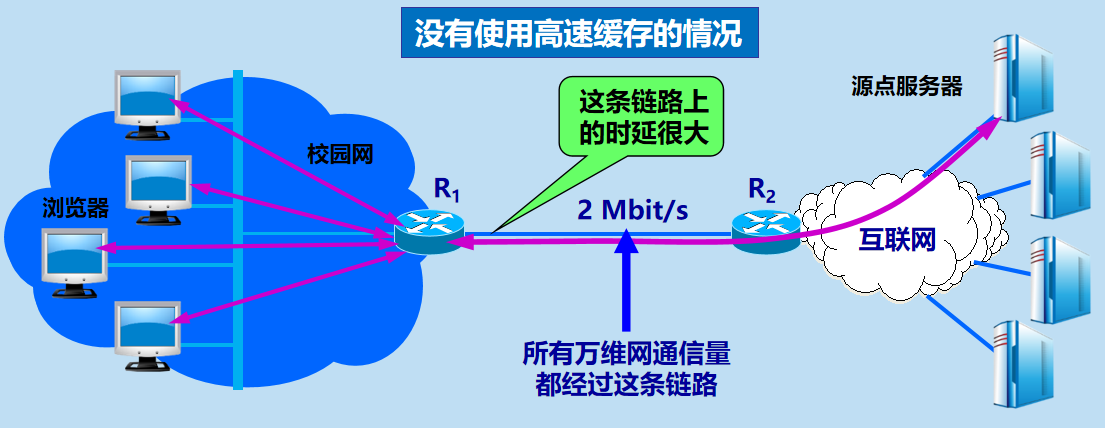 没有使用高速缓存的情况
这条链路上
的时延很大
源点服务器
校园网
浏览器
R1
2 Mbit/s
R2
互联网
所有万维网通信量
都经过这条链路